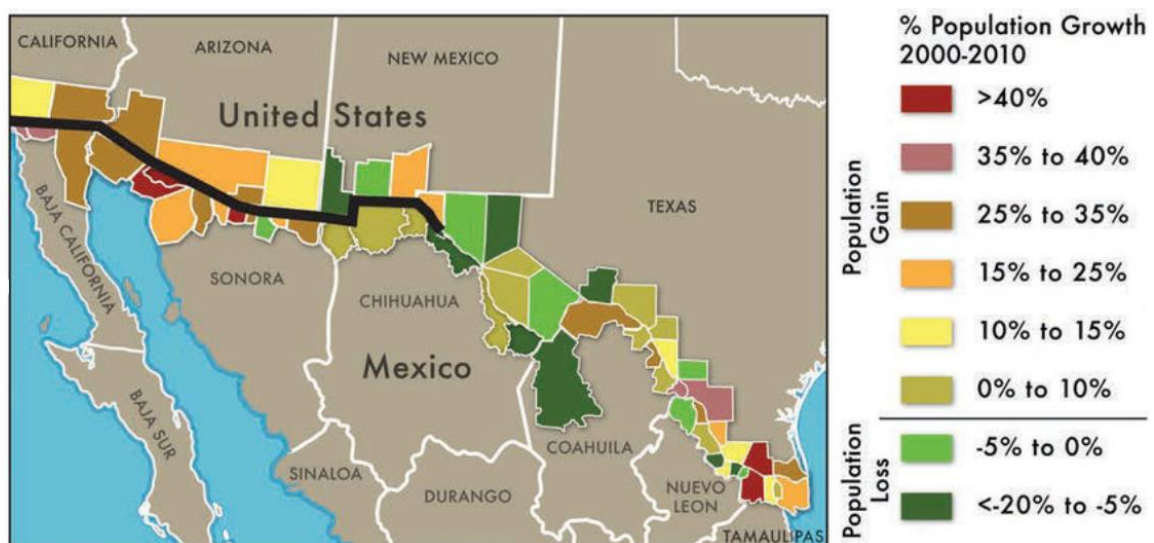 CALIFORNIA
ARIZONA
NEW MEXICO
United States
TEXAS
BAJA CALIFORNIA
SONORA
CHIHUAHUA
Mexico
BAJA SUR
SINALOA
DURANGO
COAHUILA
NUEVO
LEON
TAMAULIPAS
% Population Growth
2000-2010
Population
Gain
>40%
35% to 40%
25% to 35%
15% to 25%
10% to 15%
0% to 10%
Population
Loss
-5% to 0%
<-20% to -5%